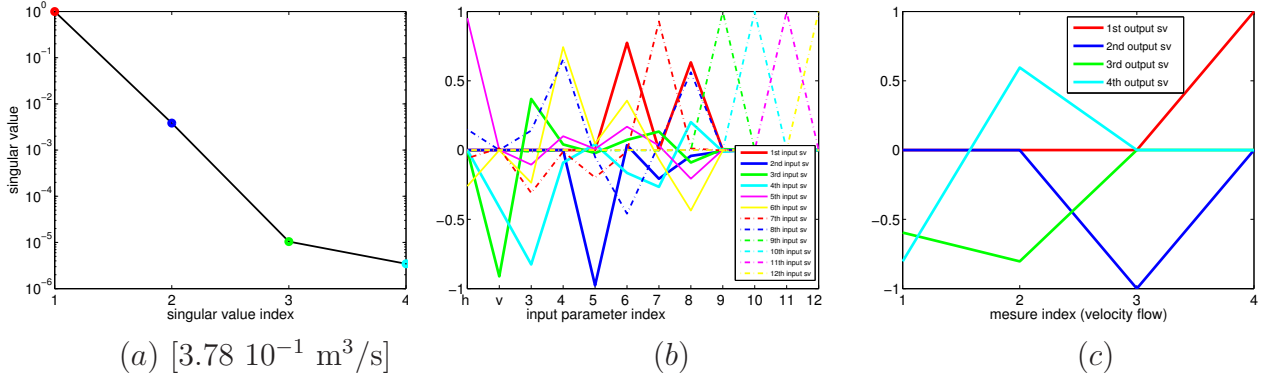 10^0
10^-1
10^-2
10^-3
10^-4
10^-5
10^-6
singular value
1 2 3 4
singular value index
(a) [3.78 10^-1 m^3/s]
1
0.5
0
−0.5
−1
h v 3 4 5 6 7 8 9 10 11 12
input parameter index
1st input sv
2nd input sv
3rd input sv
4th input sv
5th input sv
6th input sv
7th input sv
8th input sv
9th input sv
10th input sv
11th input sv
12th input sv
(b)
1
0.5
0
−0.5
−1
1 2 3 4
mesure index (velocity flow)
1st output sv
2nd output sv
3rd output sv
4th output sv
(c)